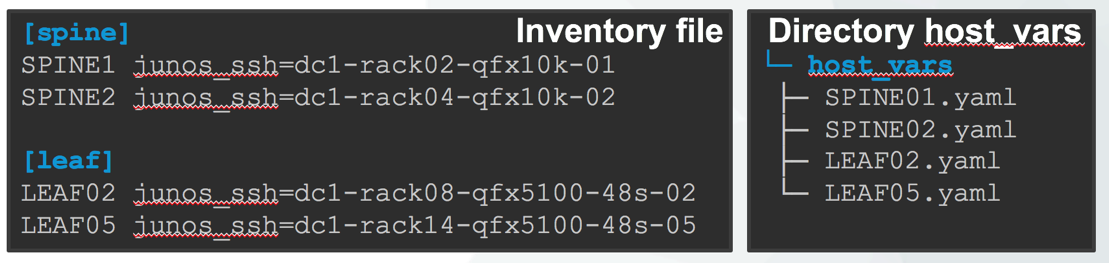 Inventory file
[spine]
SPINE1 junos_ssh=dc1-rack02-qfx10k-01
SPINE2 junos_ssh=dc1-rack04-qfx10k-02
[leaf]
LEAF02 junos_ssh=dc1-rack08-qfx5100-48s-02
LEAF05 junos_ssh=dc1-rack14-qfx5100-48s-05
Directory host_vars
└─ host_vars
├─ SPINE01.yaml
├─ SPINE02.yaml
├─ LEAF02.yaml
└─ LEAF05.yaml